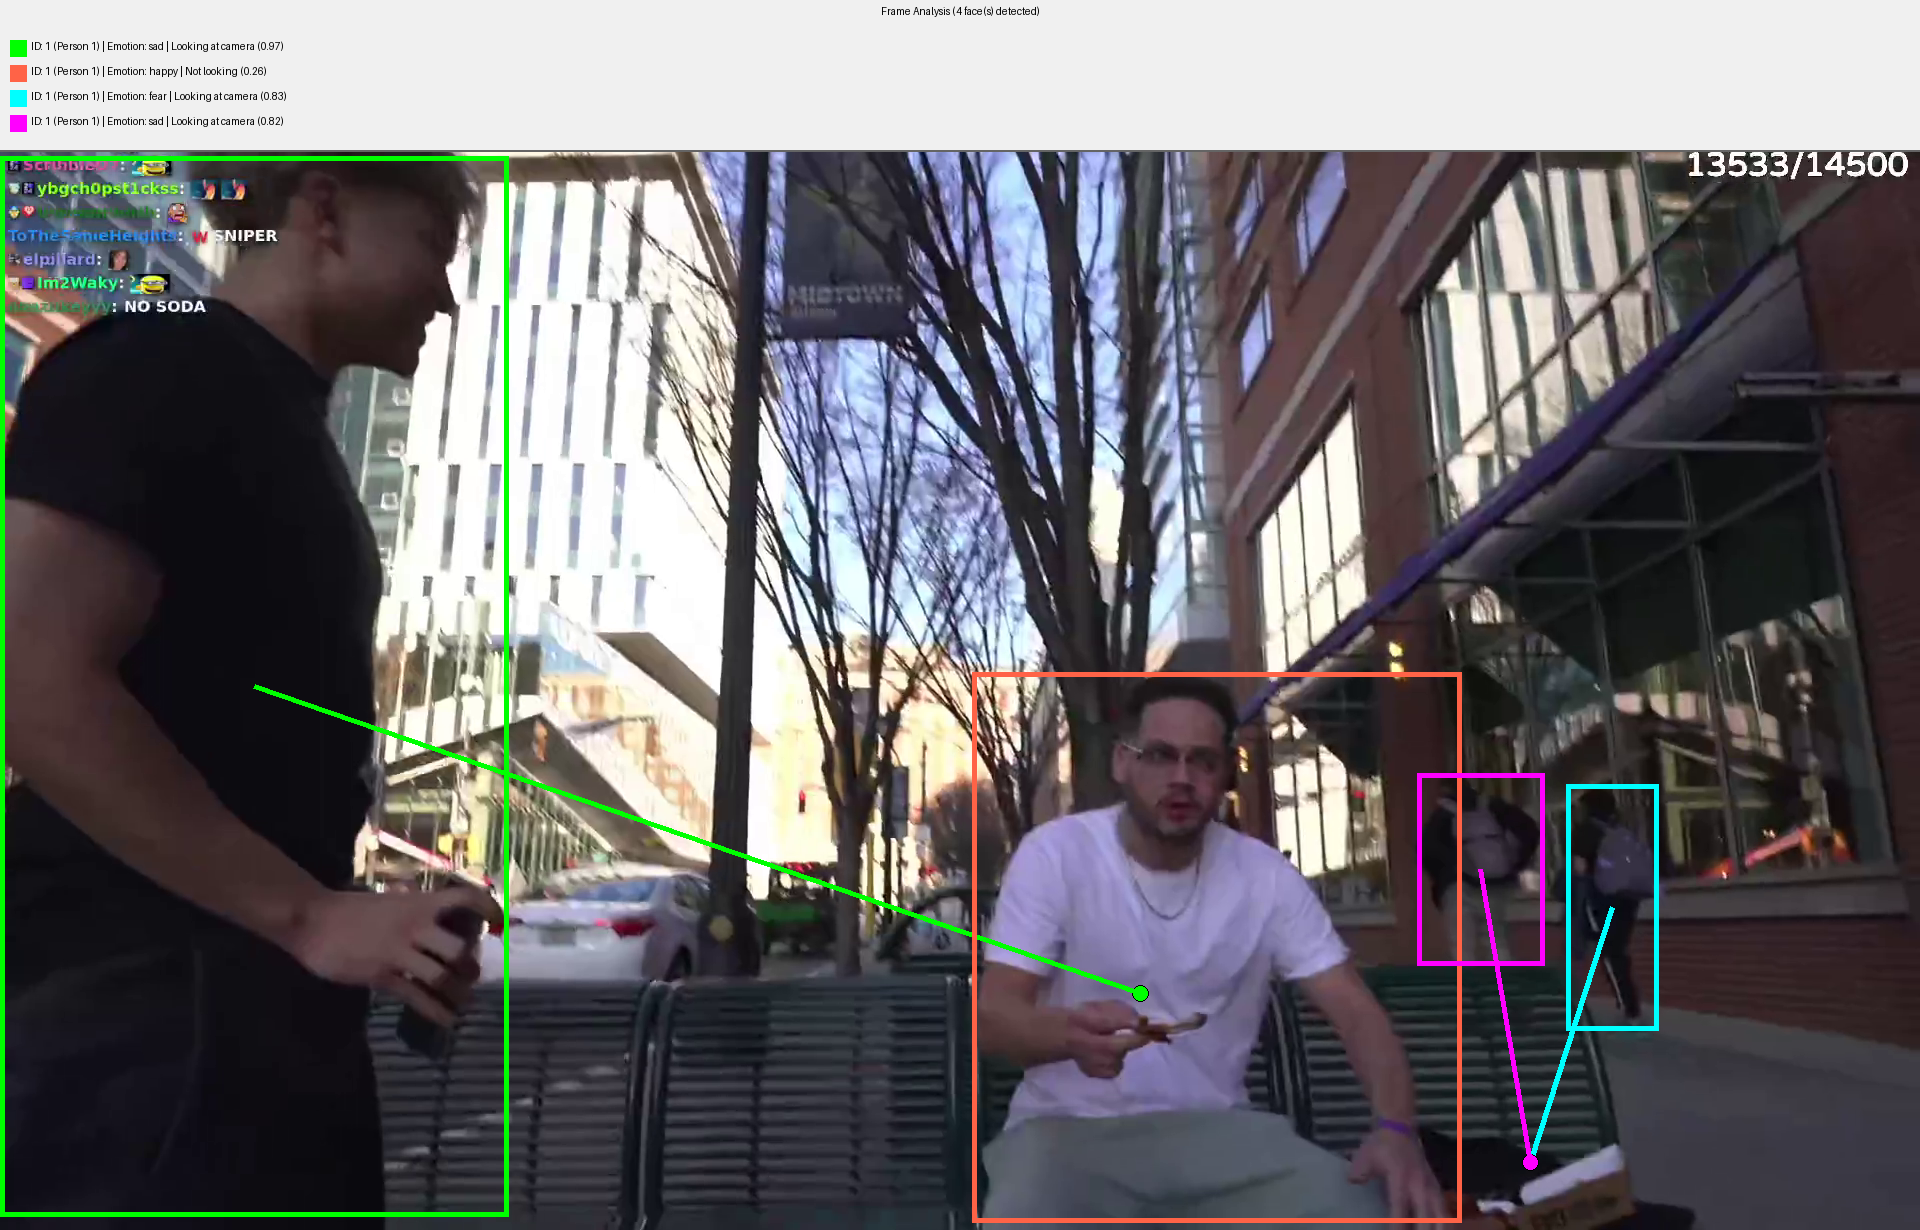 Frame Analysis (4 face(s) detected)
ID: 1 (Person 1) | Emotion: sad | Looking at camera (0.97)
ID: 1 (Person 1) | Emotion: happy | Not looking (0.26)
ID: 1 (Person 1) | Emotion: fear | Looking at camera (0.83)
ID: 1 (Person 1) | Emotion: sad | Looking at camera (0.82)
13533/14500
ybgch0pst1ckss:
ToTheSameHeights: W SNIPER
elpillard:
Im2Waky:
: NO SODA
MIDTOWN